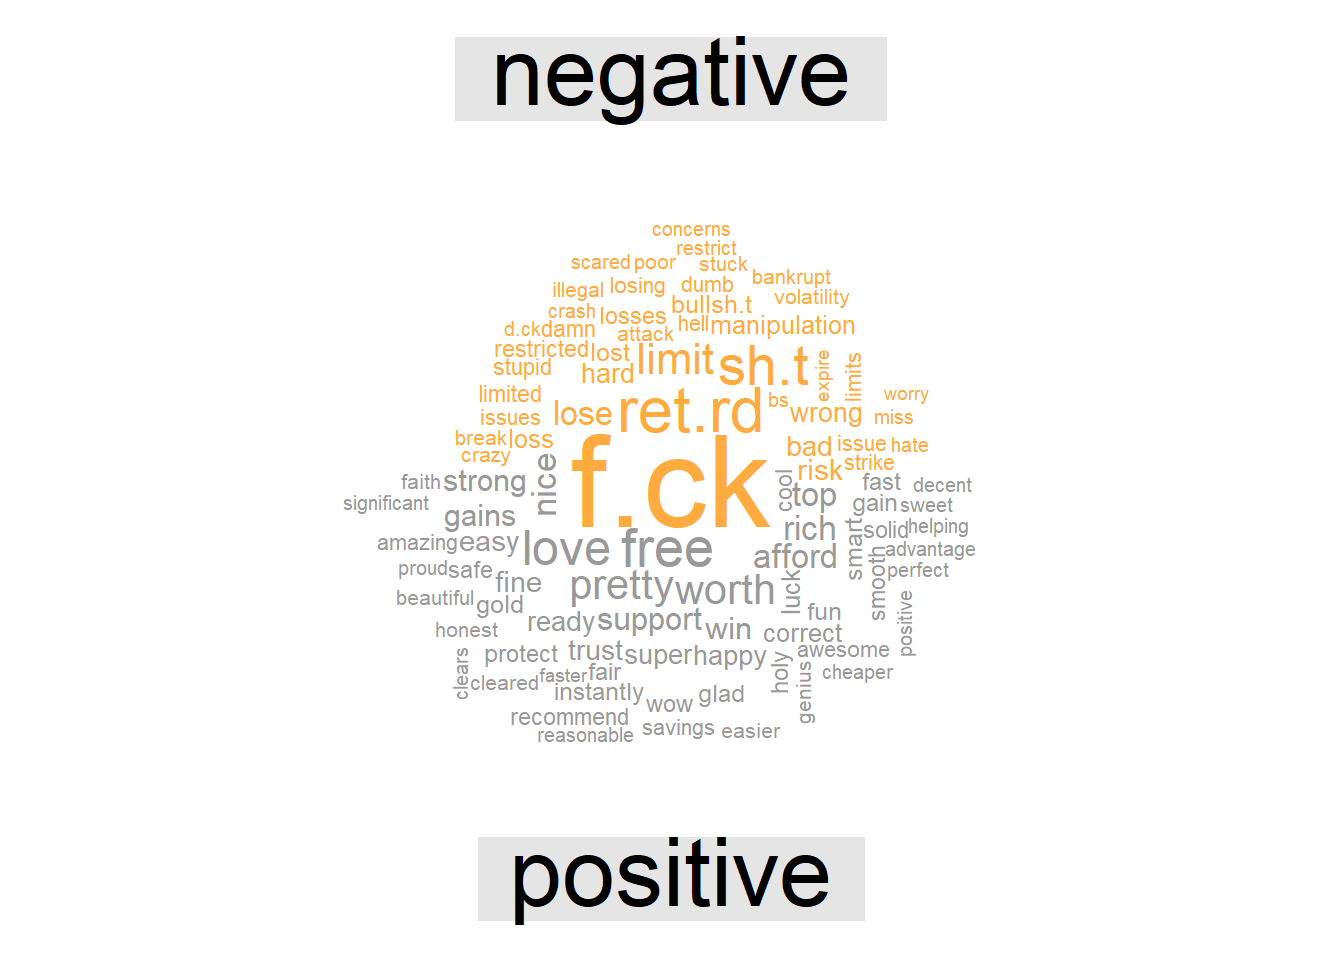 negative
concerns
restrict
scared poor stuck
bankrupt
illegal losing dumb
volatility
crash losses bullsh.t
d.ck damn attack hell manipulation
restricted lost limit sh.t
stupid hard expire limits
limited worry
issues lose ret.rd bs wrong miss
break loss bad issue hate
crazy risk strike
f.ck
faith strong nice cool top fast decent
significant gain sweet
gains rich smart solid helping
amazing easy love free afford advantage
proud safe perfect
fine pretty worth luck smooth
beautiful gold fun positive
honest ready support win correct
protect trust super happy awesome
clears cleared faster fair holy cheaper
instantly wow glad genius
recommend savings easier
reasonable
positive